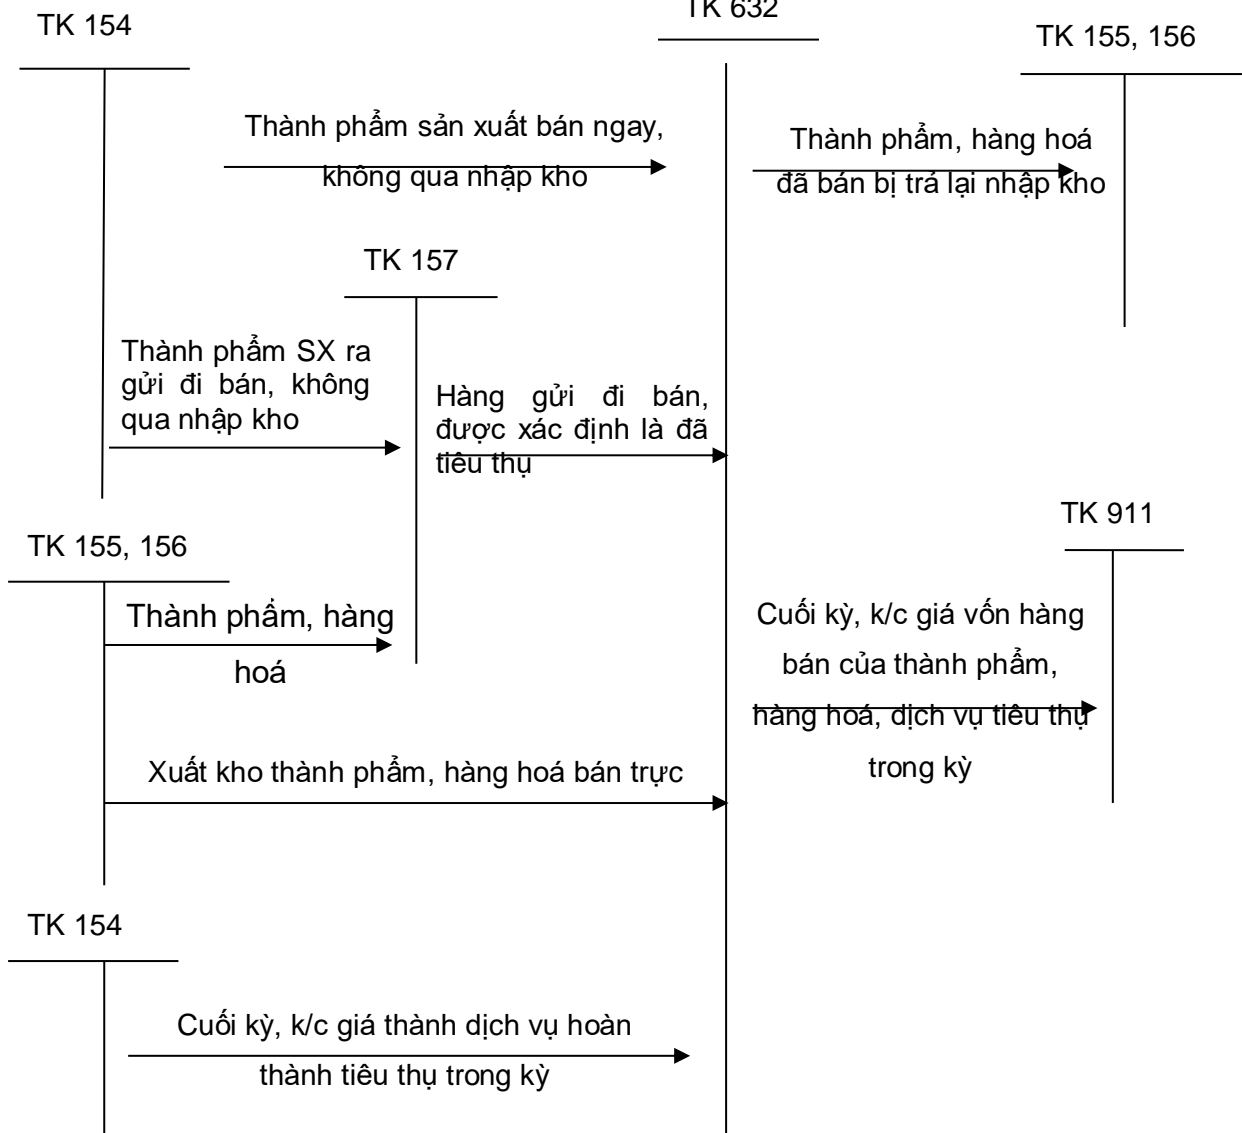 TK 154
TK 632
TK 155, 156
Thành phẩm sản xuất bán ngay,
không qua nhập kho
Thành phẩm, hàng hoá
đã bán bị trả lại nhập kho
TK 157
Thành phẩm SX ra
gửi đi bán, không
qua nhập kho
Hàng gửi đi bán,
được xác định là đã
tiêu thụ
TK 155, 156
TK 911
Thành phẩm, hàng
hoá
Cuối kỳ, k/c giá vốn hàng
bán của thành phẩm,
hàng hoá, dịch vụ tiêu thụ
trong kỳ
Xuất kho thành phẩm, hàng hoá bán trực
TK 154
Cuối kỳ, k/c giá thành dịch vụ hoàn
thành tiêu thụ trong kỳ